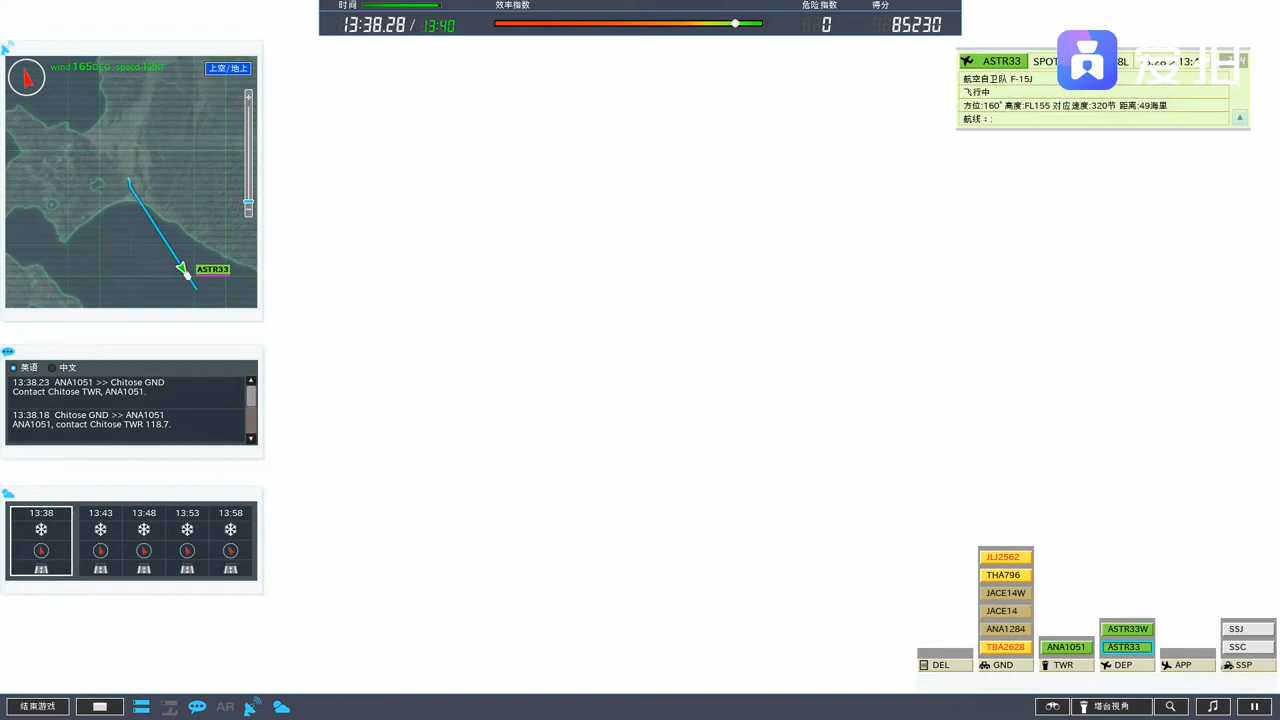 时间
效率指数
危险指数
得分
13:38.28 / 13:40
0
85230
wind 165DEG speed 12KT
上空/地上
ASTR33
ASTR33 SPOT
航空自卫队 F-15J
飞行中
方位:160° 高度:FL155 对应速度:320节 距离:49海里
航线::
爱拍
英语 中文
13:38.23 ANA1051 >> Chitose GND
Contact Chitose TWR, ANA1051.
13:38.18 Chitose GND >> ANA1051
ANA1051, contact Chitose TWR 118.7.
13:38 13:43 13:48 13:53 13:58
JLJ2562
THA796
JACE14W
JACE14
ANA1284
TBA2628
ANA1051
ASTR33W
ASTR33
SSJ
SSC
DEL GND TWR DEP APP SSP
结束游戏
AR
塔台视角